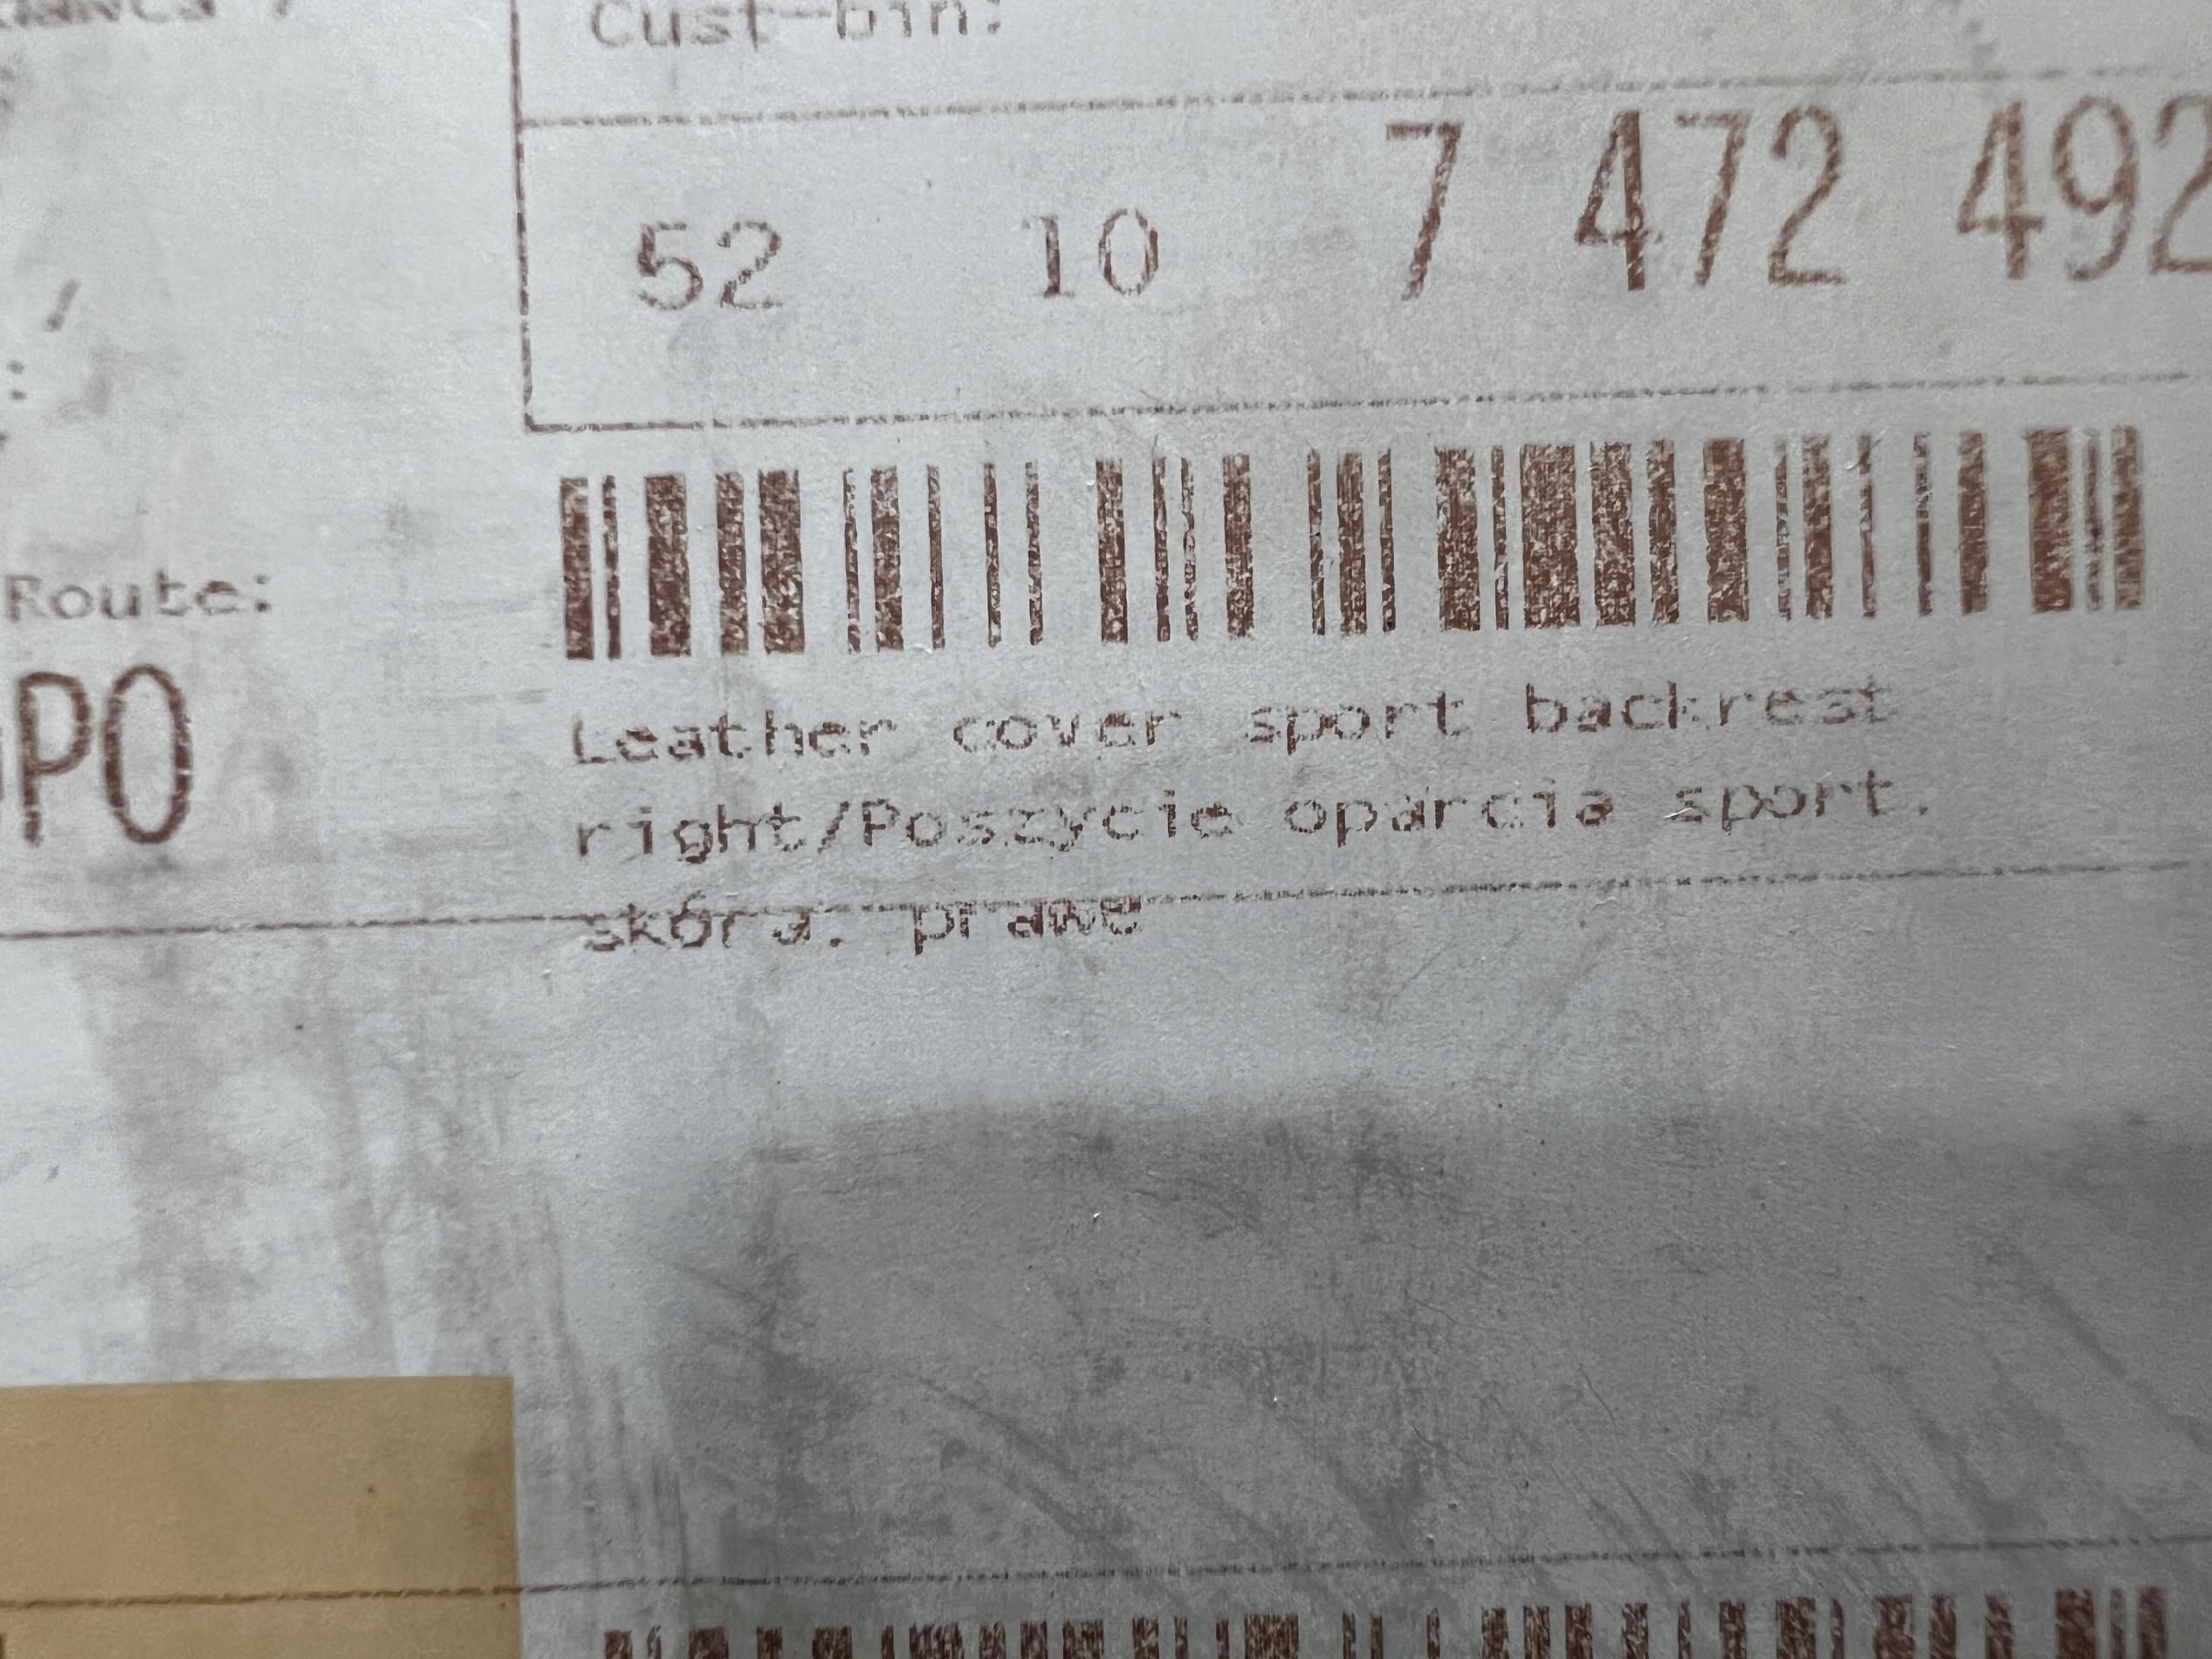 Cust-bin:
52 10 7 472 492
Route:
PO
Leather cover sport backrest
right/Poszycie oparcia sport.
skóra. prawe